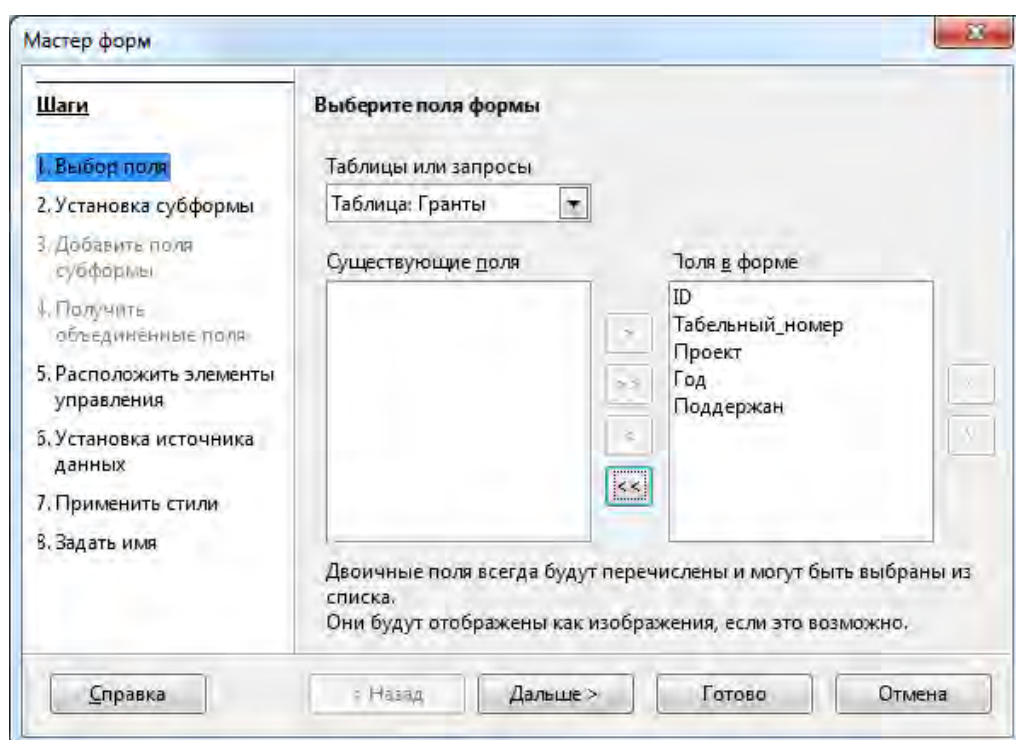 Мастер форм
Шаги
1. Выбор поля
2. Установка субформы
3. Добавить поля
субформы
4. Получить
объединённые поля
5. Расположить элементы
управления
6. Установка источника
данных
7. Применить стили
8. Задать имя
Выберите поля формы
Таблицы или запросы
Таблица: Гранты
Существующие поля
Поля в форме
ID
Табельный_номер
Проект
Год
Поддержан
>
>>
<
<<
Двоичные поля всегда будут перечислены и могут быть выбраны из
списка.
Они будут отображены как изображения, если это возможно.
Справка
< Назад
Дальше >
Готово
Отмена